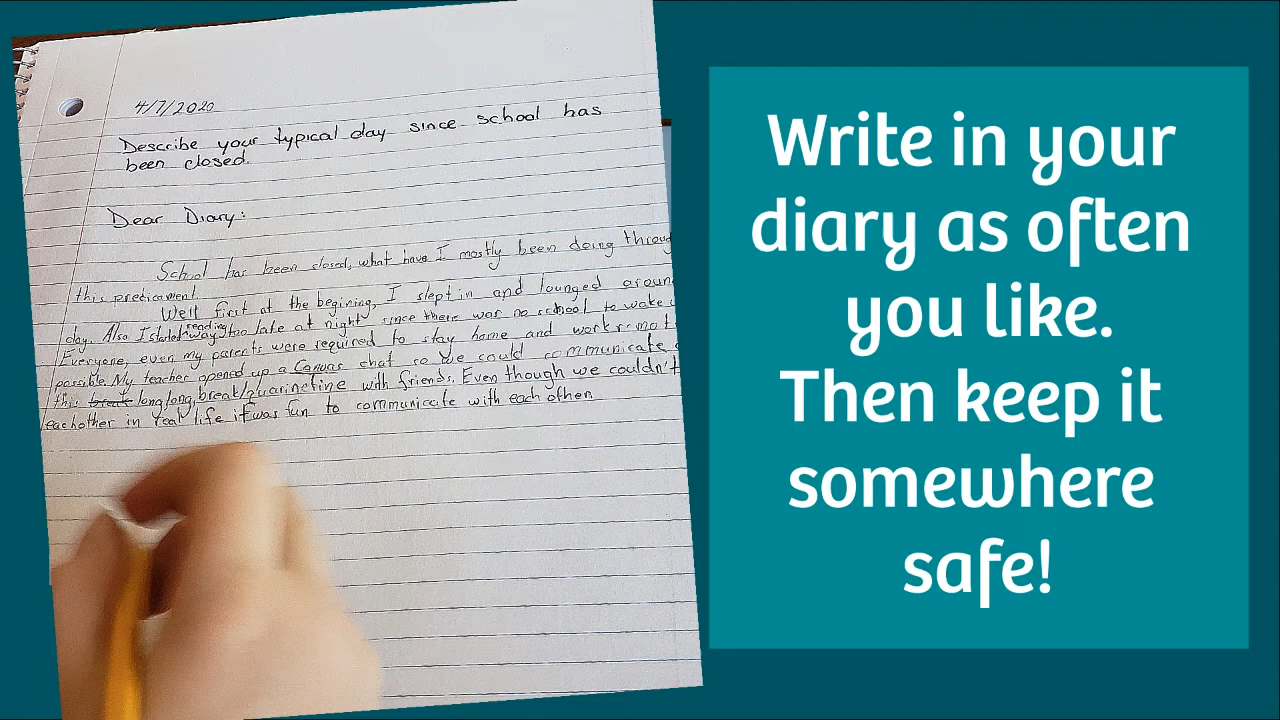 4/7/2020
Describe your typical day since school has
been closed.
Dear Diary:
School has been closed, what have I mostly been doing throug
this predicament
Well first at the begining, I slept in and lounged aroun
day. Also I reading way too late at night since there was no school to wake
Everyone, even my parents were required to stay home and work
possible. My teacher opened up a Canvas chat so we could communicate
this long long break/quarinctine with friends. Even though we couldn't
eachother in real life it was fun to communicate with each other.
Write in your
diary as often
you like.
Then keep it
somewhere
safe!